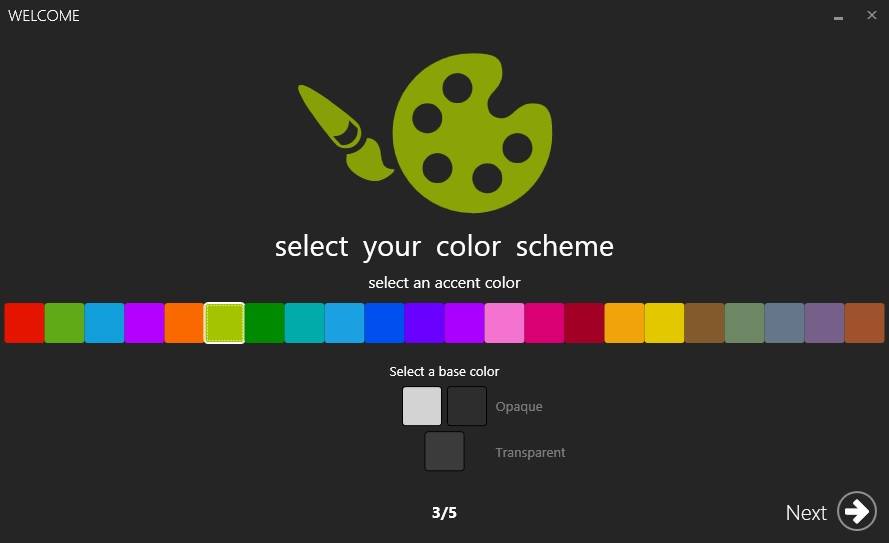 WELCOME
select your color scheme
select an accent color
Select a base color
Opaque
Transparent
3/5
Next